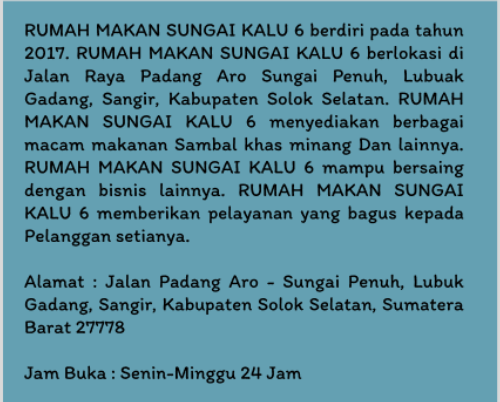 RUMAH MAKAN SUNGAI KALU 6 berdiri pada tahun
2017. RUMAH MAKAN SUNGAI KALU 6 berlokasi di
Jalan Raya Padang Aro Sungai Penuh, Lubuak
Gadang, Sangir, Kabupaten Solok Selatan. RUMAH
MAKAN SUNGAI KALU 6 menyediakan berbagai
macam makanan Sambal khas minang Dan lainnya.
RUMAH MAKAN SUNGAI KALU 6 mampu bersaing
dengan bisnis lainnya. RUMAH MAKAN SUNGAI
KALU 6 memberikan pelayanan yang bagus kepada
Pelanggan setianya.
Alamat : Jalan Padang Aro - Sungai Penuh, Lubuk
Gadang, Sangir, Kabupaten Solok Selatan, Sumatera
Barat 27778
Jam Buka : Senin-Minggu 24 Jam